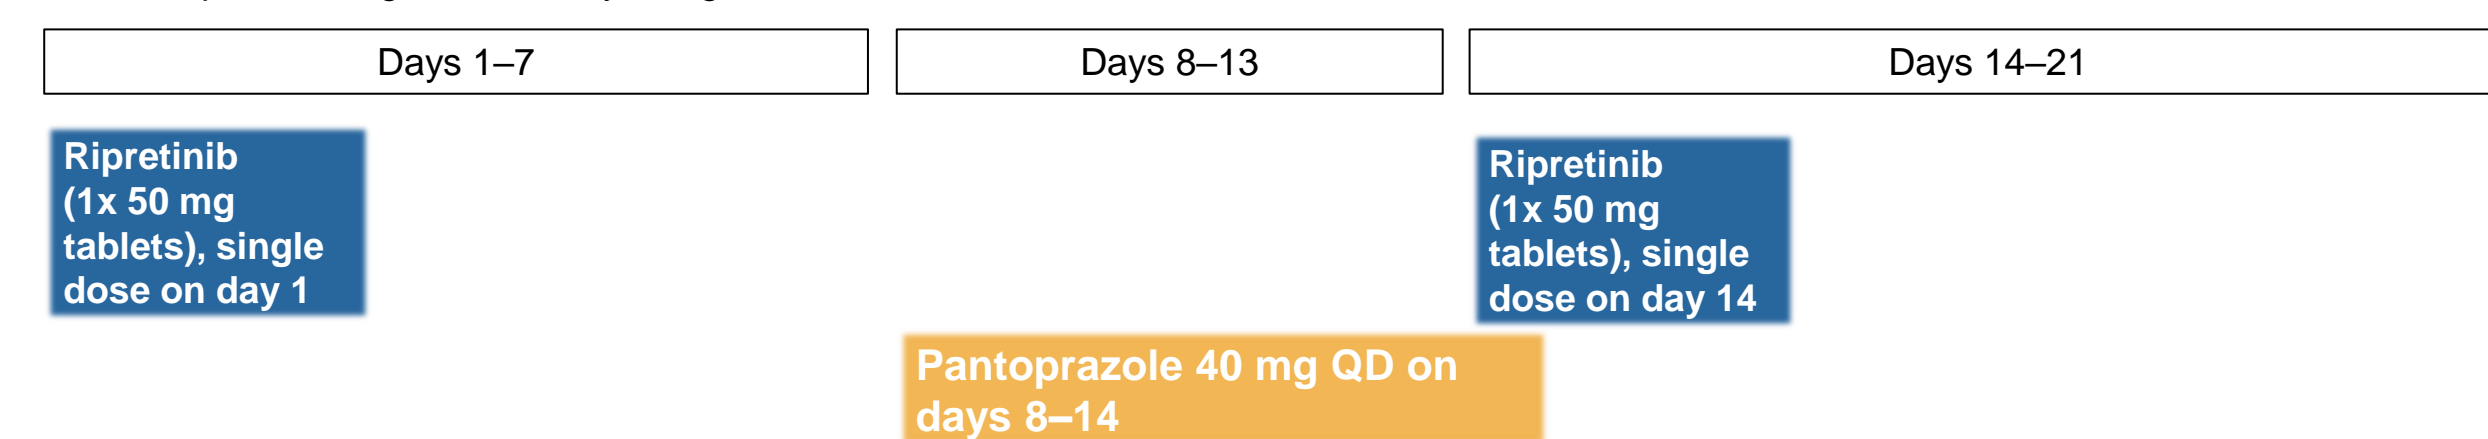 Days 1–7
Days 8–13
Days 14–21
Ripretinib
(1x 50 mg
tablets), single
dose on day 1
Ripretinib
(1x 50 mg
tablets), single
dose on day 14
Pantoprazole 40 mg QD on
days 8–14